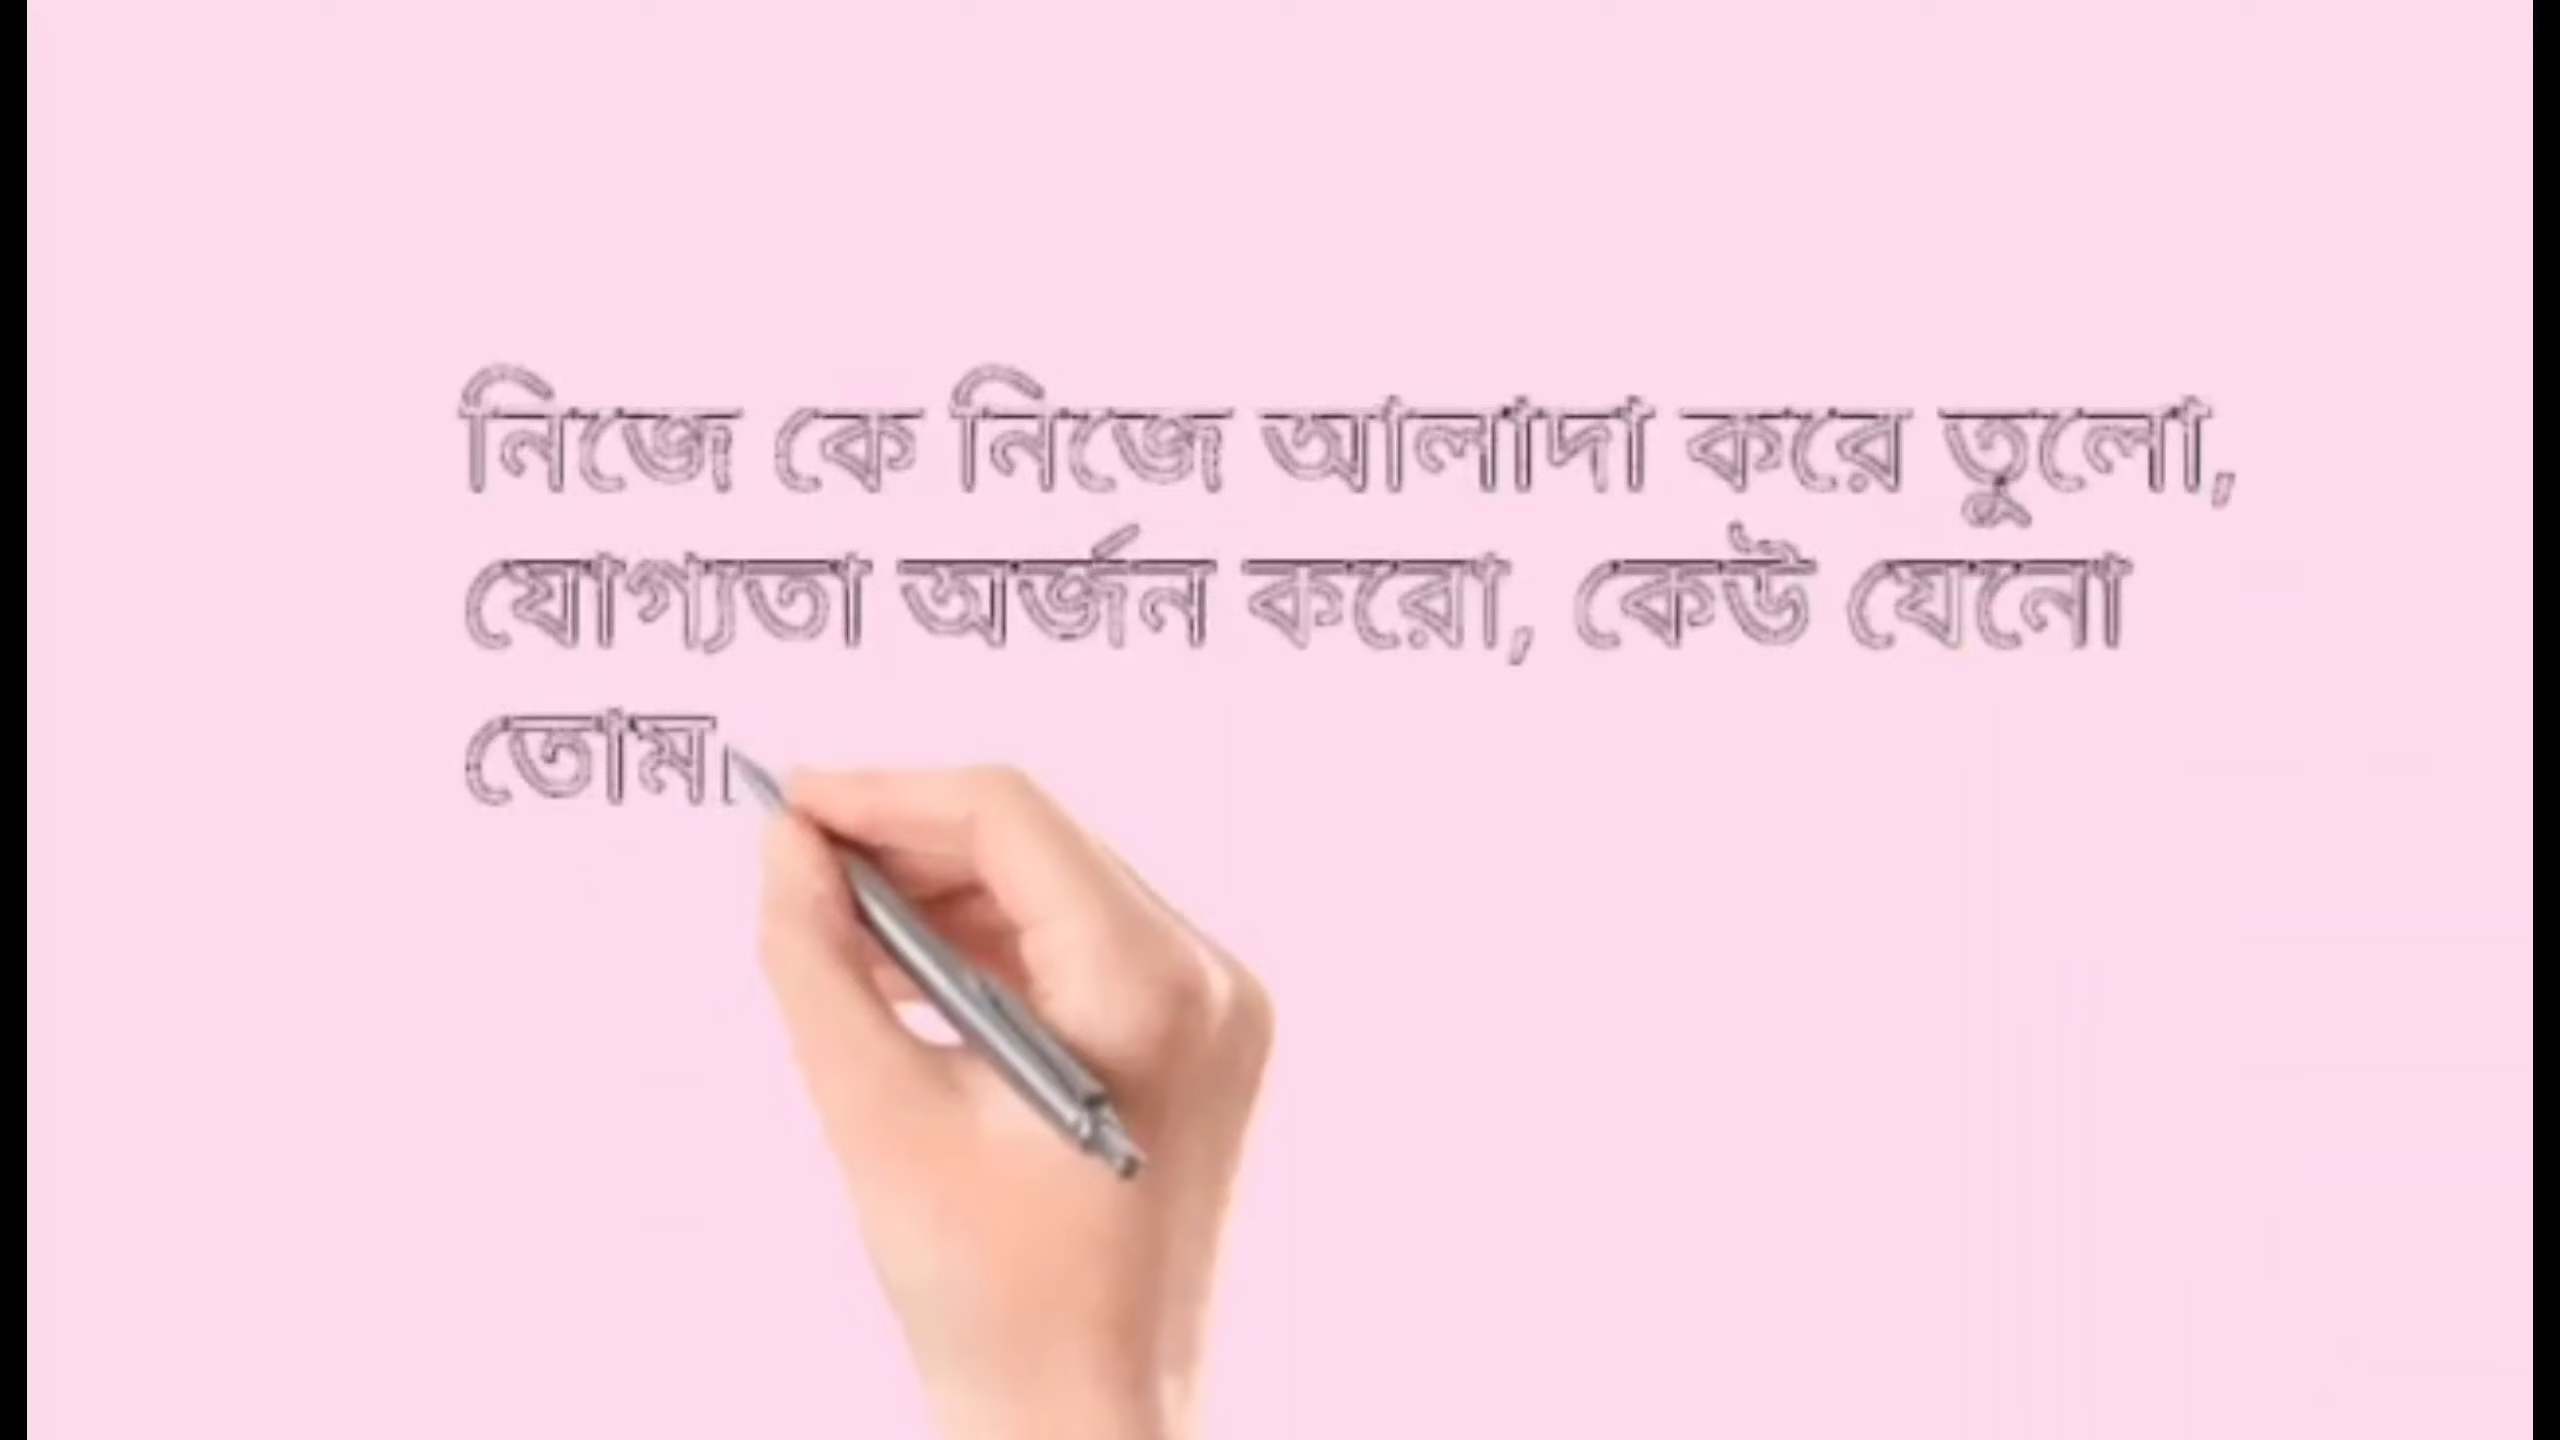 নিজে কে নিজে আলাদা করে তুলো,
যোগ্যতা অর্জন করো, কেউ যেনো